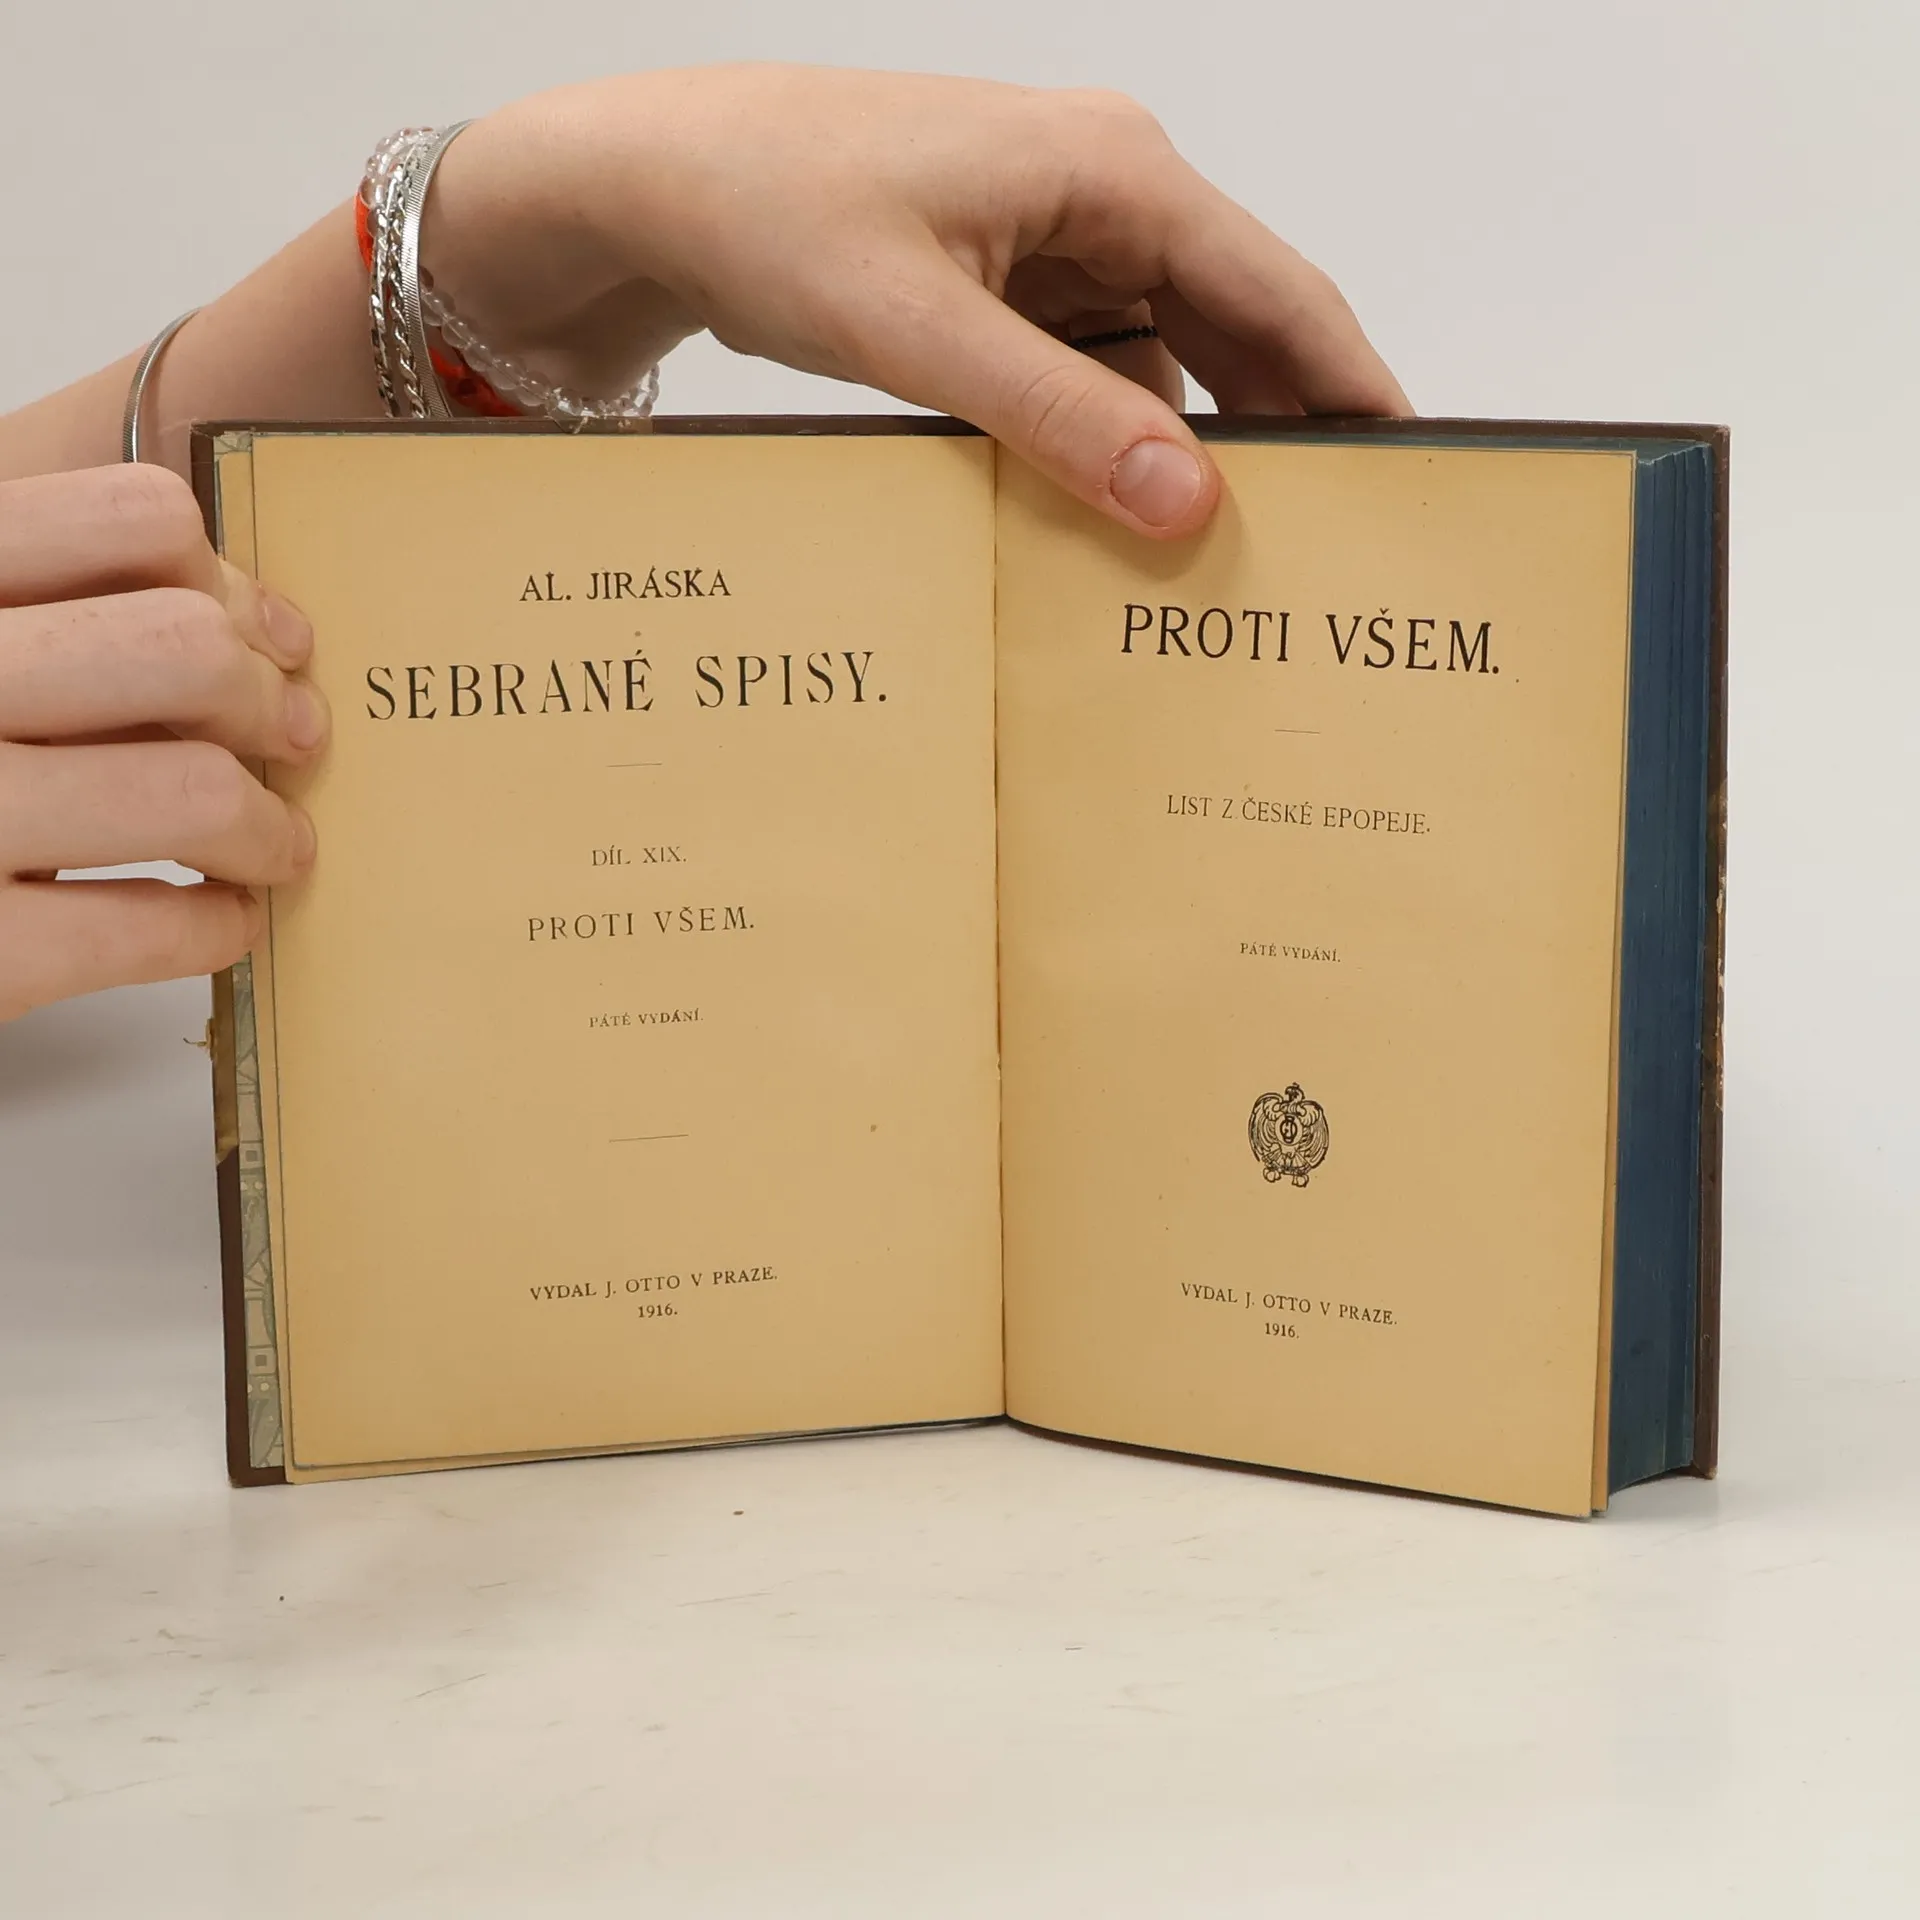 AL. JIRÁSKA
SEBRANÉ SPISY.
DÍL XIX.
PROTI VŠEM.
PÁTÉ VYDÁNÍ.
VYDAL J. OTTO V PRAZE.
1916.
PROTI VŠEM.
LIST Z ČESKÉ EPOPEJE.
PÁTÉ VYDÁNÍ.
VYDAL J. OTTO V PRAZE.
1916.